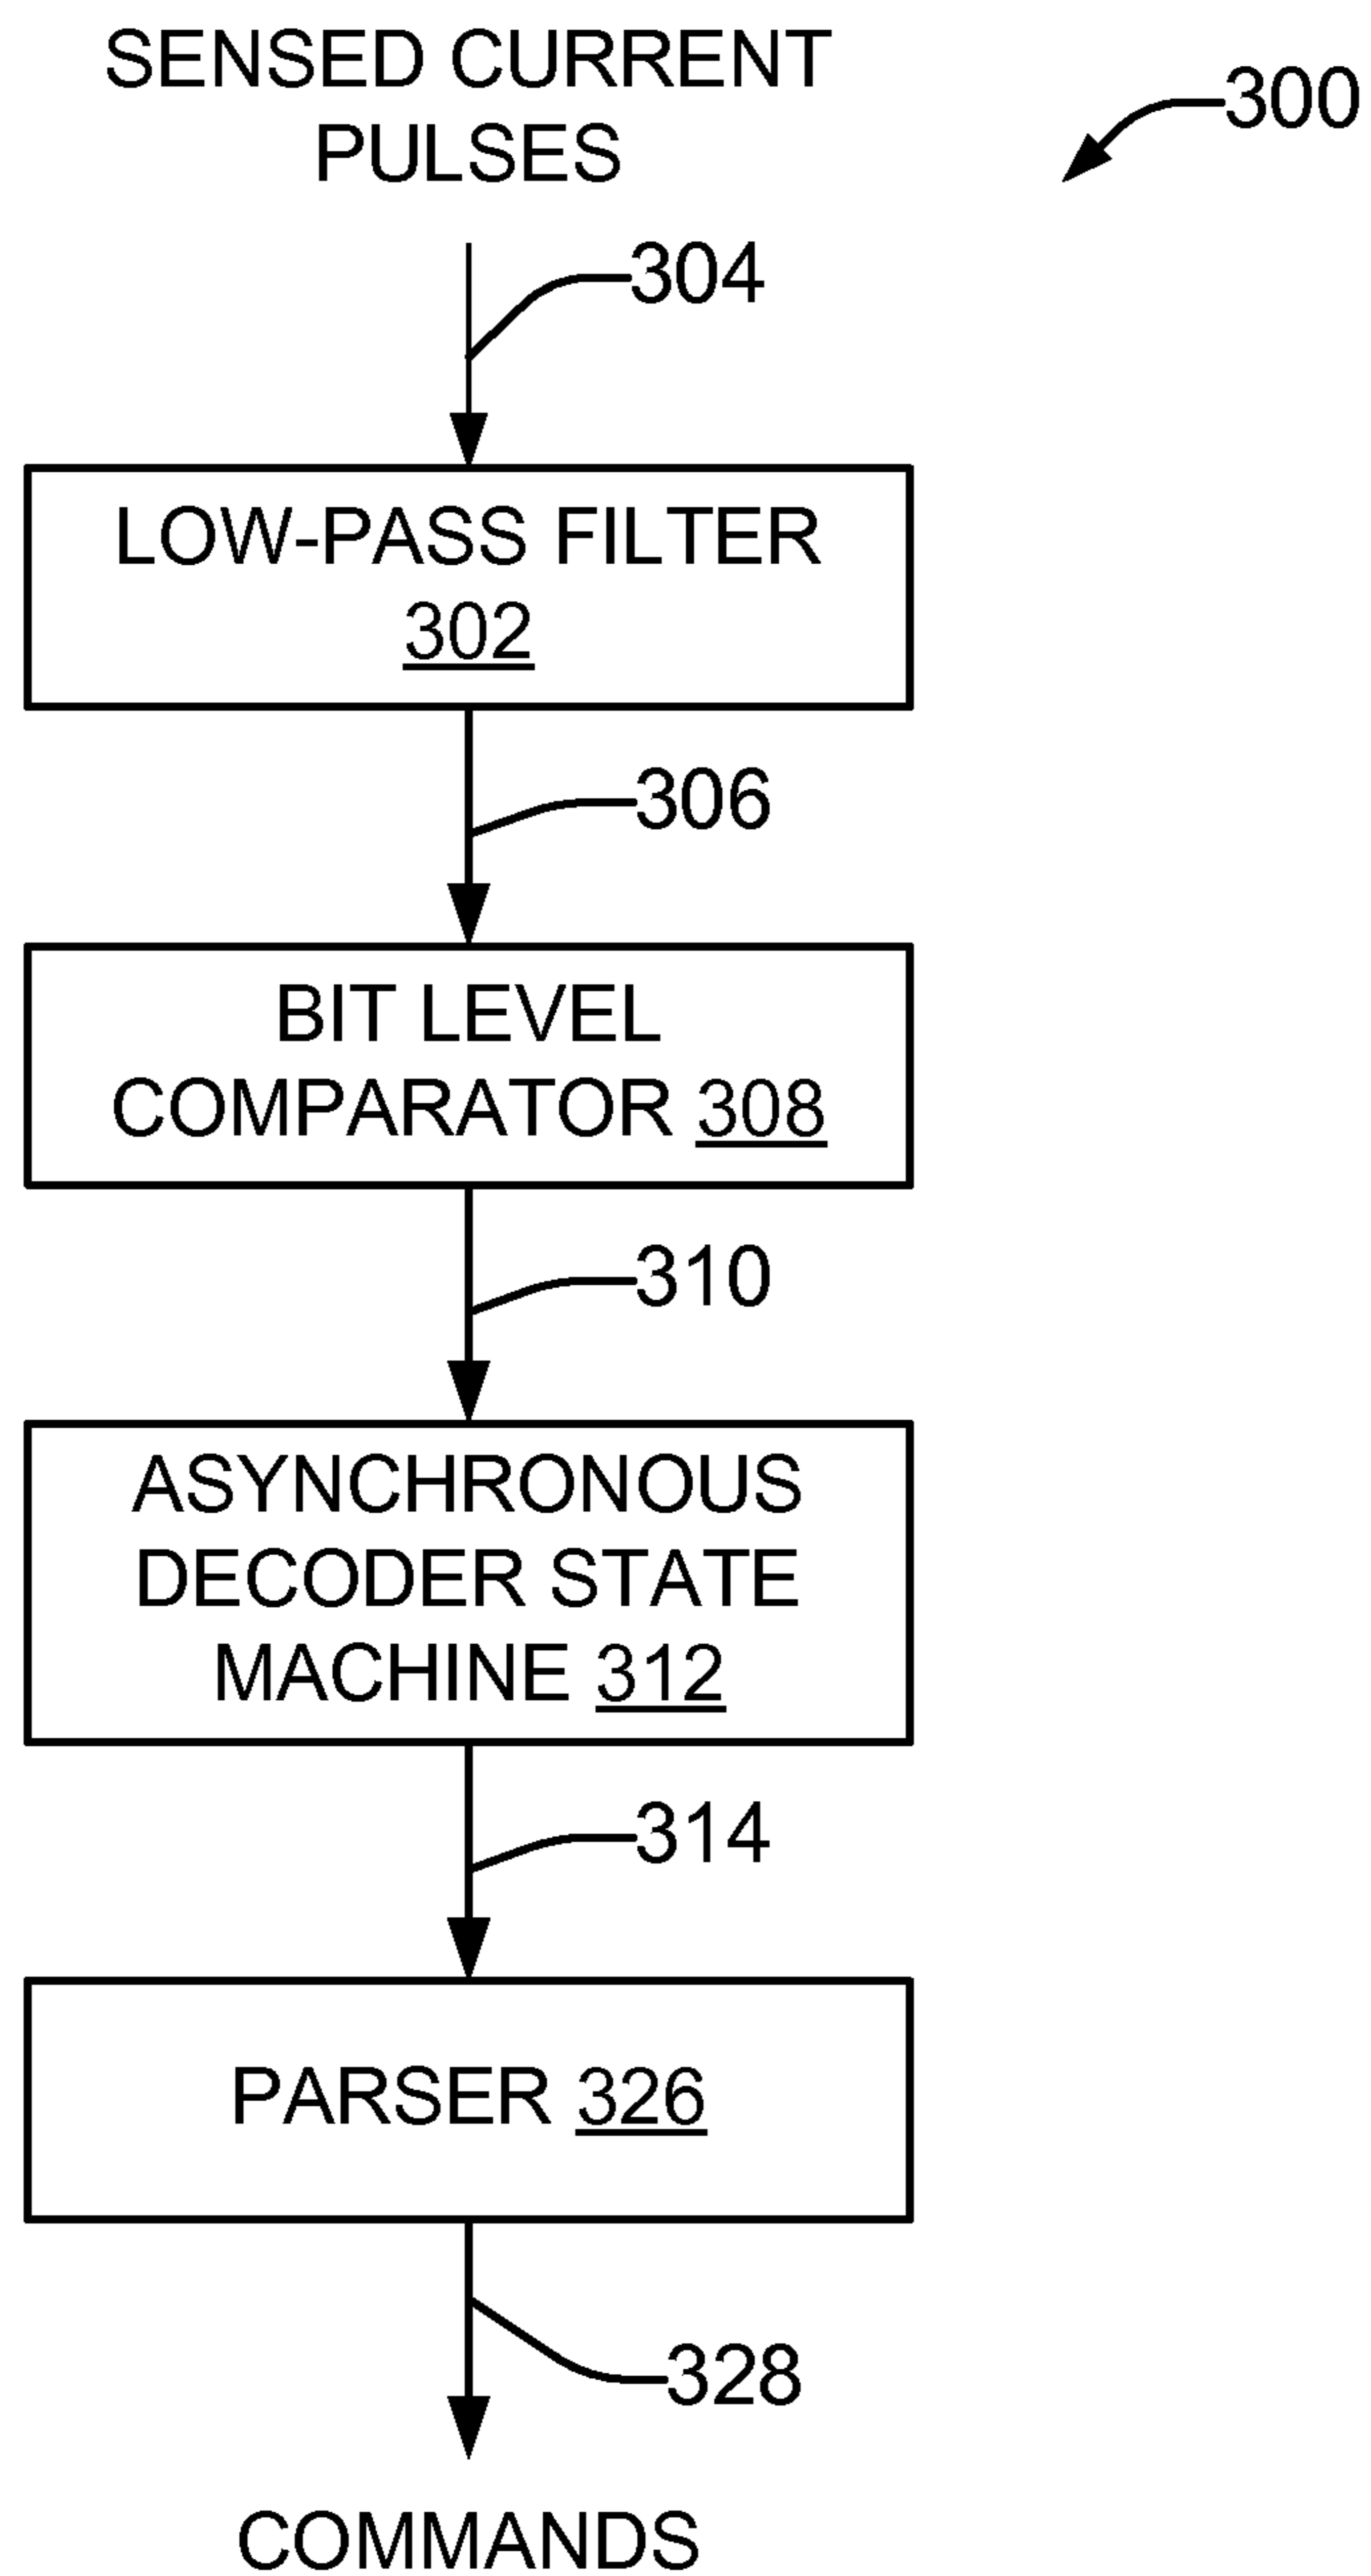 SENSED CURRENT
PULSES
300
304
LOW-PASS FILTER
302
306
BIT LEVEL
COMPARATOR 308
310
ASYNCHRONOUS
DECODER STATE
MACHINE 312
314
PARSER 326
328
COMMANDS